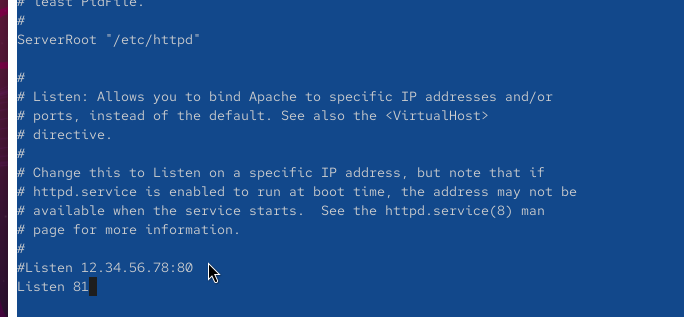 # least PidFile.
#
ServerRoot "/etc/httpd"
#
# Listen: Allows you to bind Apache to specific IP addresses and/or
# ports, instead of the default. See also the <VirtualHost>
# directive.
#
# Change this to Listen on a specific IP address, but note that if
# httpd.service is enabled to run at boot time, the address may not be
# available when the service starts.  See the httpd.service(8) man
# page for more information.
#
#Listen 12.34.56.78:80
Listen 81